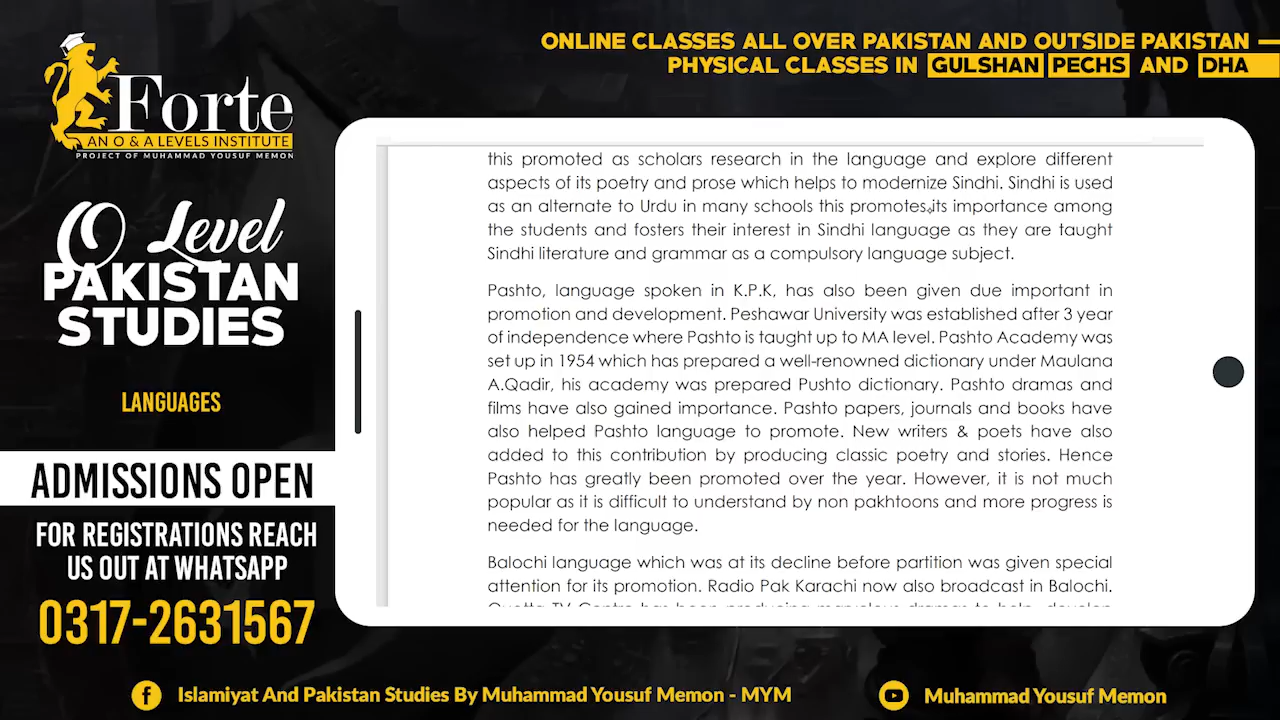 Forte
AN O & A LEVELS INSTITUTE
PROJECT OF MUHAMMAD YOUSUF MEMON
O Level
PAKISTAN
STUDIES
LANGUAGES
ADMISSIONS OPEN
FOR REGISTRATIONS REACH
US OUT AT WHATSAPP
0317-2631567
ONLINE CLASSES ALL OVER PAKISTAN AND OUTSIDE PAKISTAN
PHYSICAL CLASSES IN GULSHAN PECHS AND DHA
this promoted as scholars research in the language and explore different
aspects of its poetry and prose which helps to modernize Sindhi. Sindhi is used
as an alternate to Urdu in many schools this promotes its importance among
the students and fosters their interest in Sindhi language as they are taught
Sindhi literature and grammar as a compulsory language subject.
Pashto, language spoken in K.P.K, has also been given due important in
promotion and development. Peshawar University was established after 3 year
of independence where Pashto is taught up to MA level. Pashto Academy was
set up in 1954 which has prepared a well-renowned dictionary under Maulana
A.Qadir, his academy was prepared Pushto dictionary. Pashto dramas and
films have also gained importance. Pashto papers, journals and books have
also helped Pashto language to promote. New writers & poets have also
added to this contribution by producing classic poetry and stories. Hence
Pashto has greatly been promoted over the year. However, it is not much
popular as it is difficult to understand by non pakhtoons and more progress is
needed for the language.
Balochi language which was at its decline before partition was given special
attention for its promotion. Radio Pak Karachi now also broadcast in Balochi.
Quetta TV Centre has been producing marvelous dramas to help develop
Islamiyat And Pakistan Studies By Muhammad Yousuf Memon - MYM
Muhammad Yousuf Memon